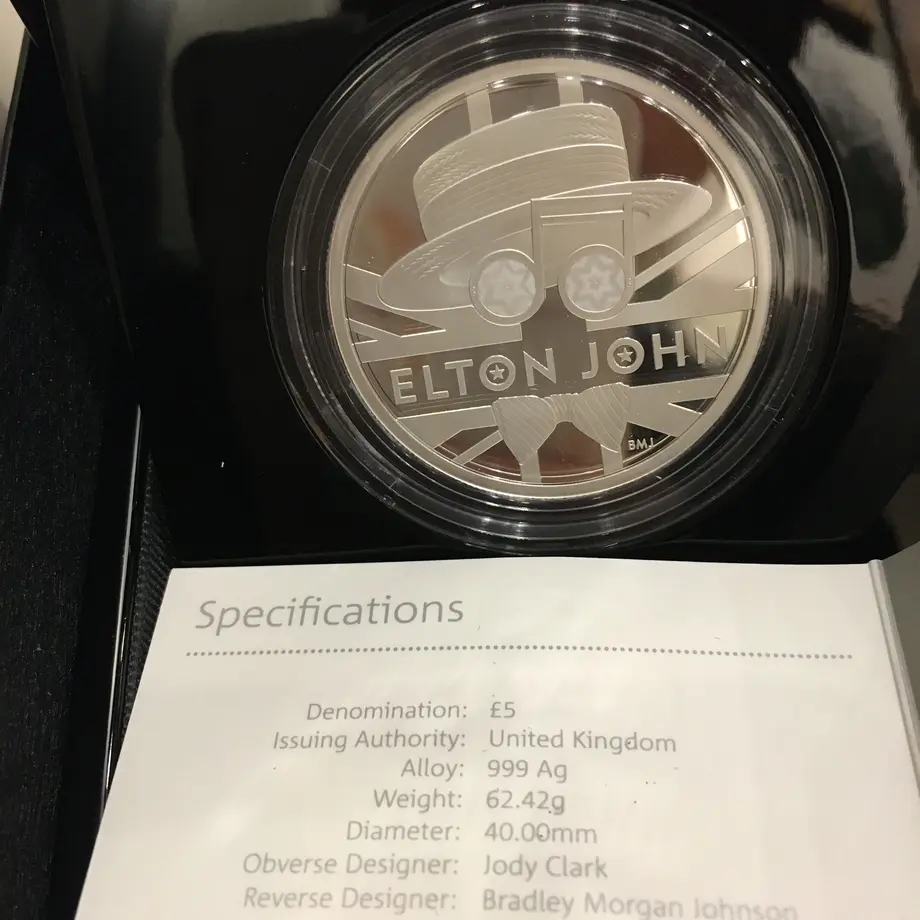 ELTON JOHN
BMJ
Specifications
Denomination: £5
Issuing Authority: United Kingdom
Alloy: 999 Ag
Weight: 62.42g
Diameter: 40.00mm
Obverse Designer: Jody Clark
Reverse Designer: Bradley Morgan Johnson